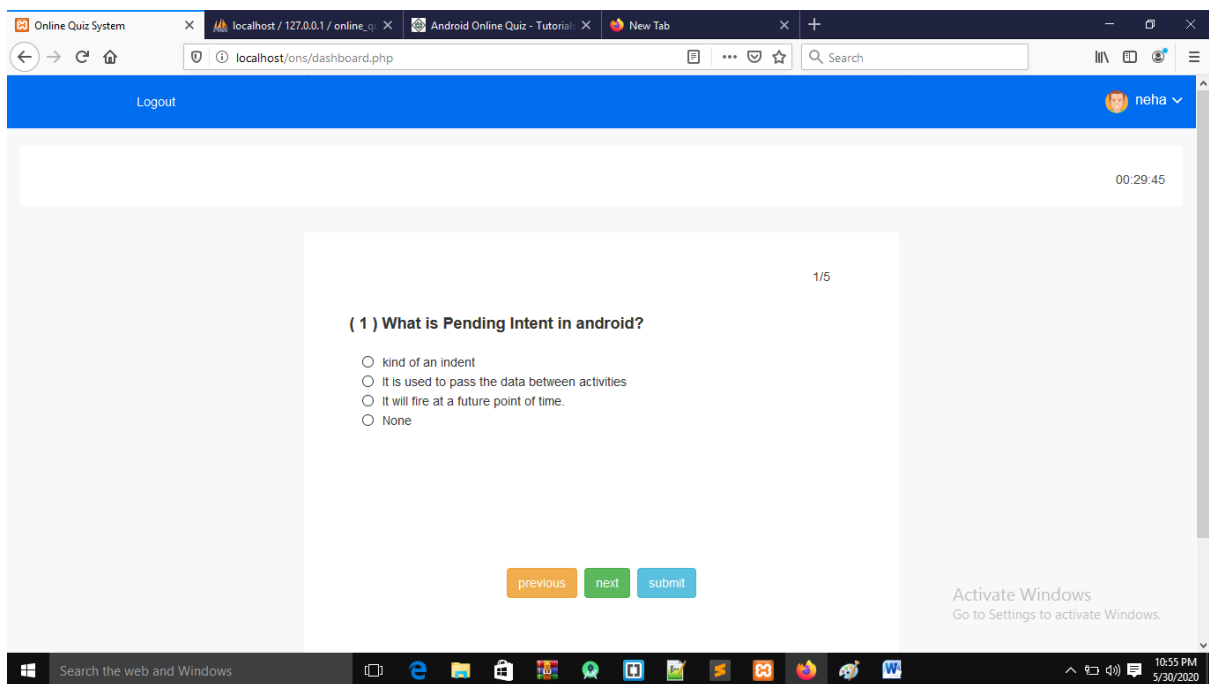 Online Quiz System
localhost / 127.0.0.1 / online_q
Android Online Quiz - Tutorial
New Tab
localhost/ons/dashboard.php
Search
Logout
neha
00:29:45
1/5
( 1 ) What is Pending Intent in android?
kind of an indent
It is used to pass the data between activities
It will fire at a future point of time.
None
previous next submit
Activate Windows
Go to Settings to activate Windows.
Search the web and Windows
10:55 PM
5/30/2020